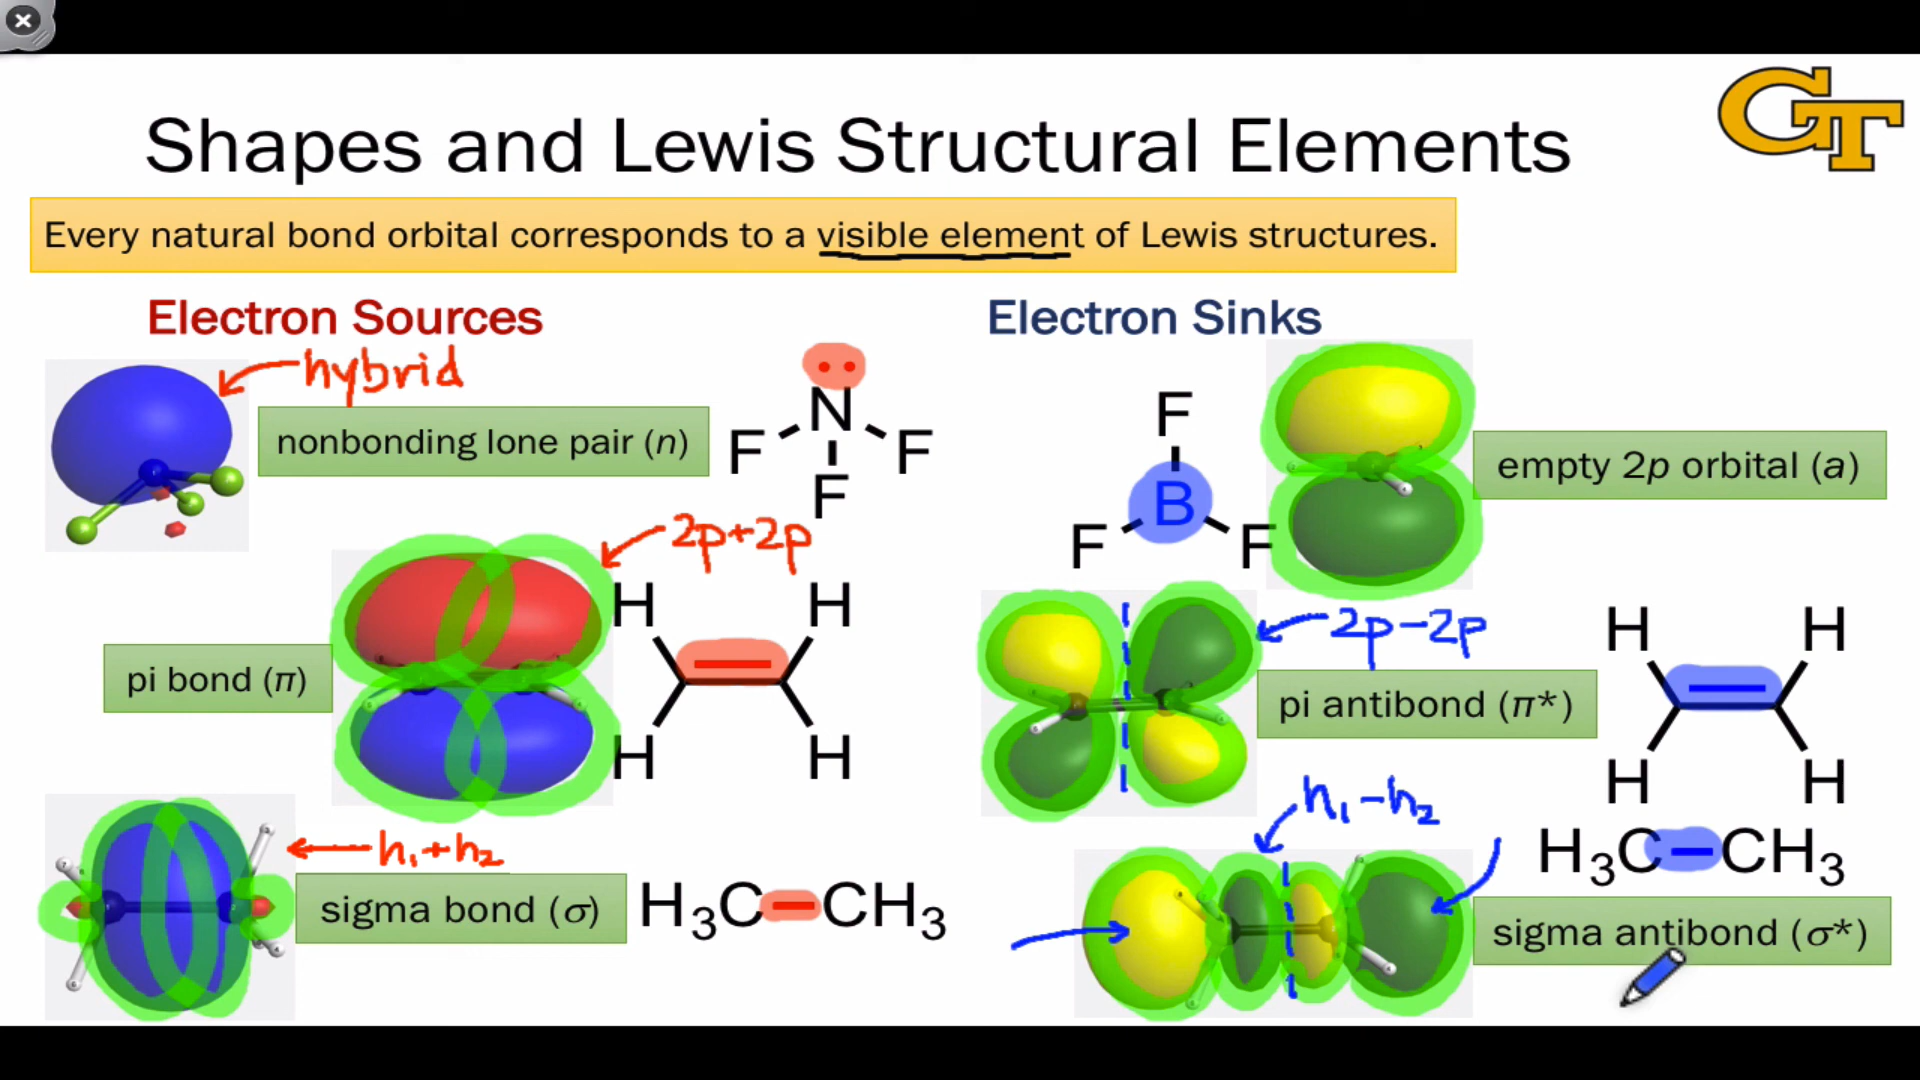 GT
Shapes and Lewis Structural Elements
Every natural bond orbital corresponds to a visible element of Lewis structures.
Electron Sources
hybrid
nonbonding lone pair (n)
N
F F
F
2p+2p
pi bond (π)
H H
H H
h₁+h₂
sigma bond (σ)
H₃C−CH₃
Electron Sinks
F
B
F F
empty 2p orbital (a)
2p−2p
pi antibond (π*)
H H
H H
h₁−h₂
H₃C−CH₃
sigma antibond (σ*)